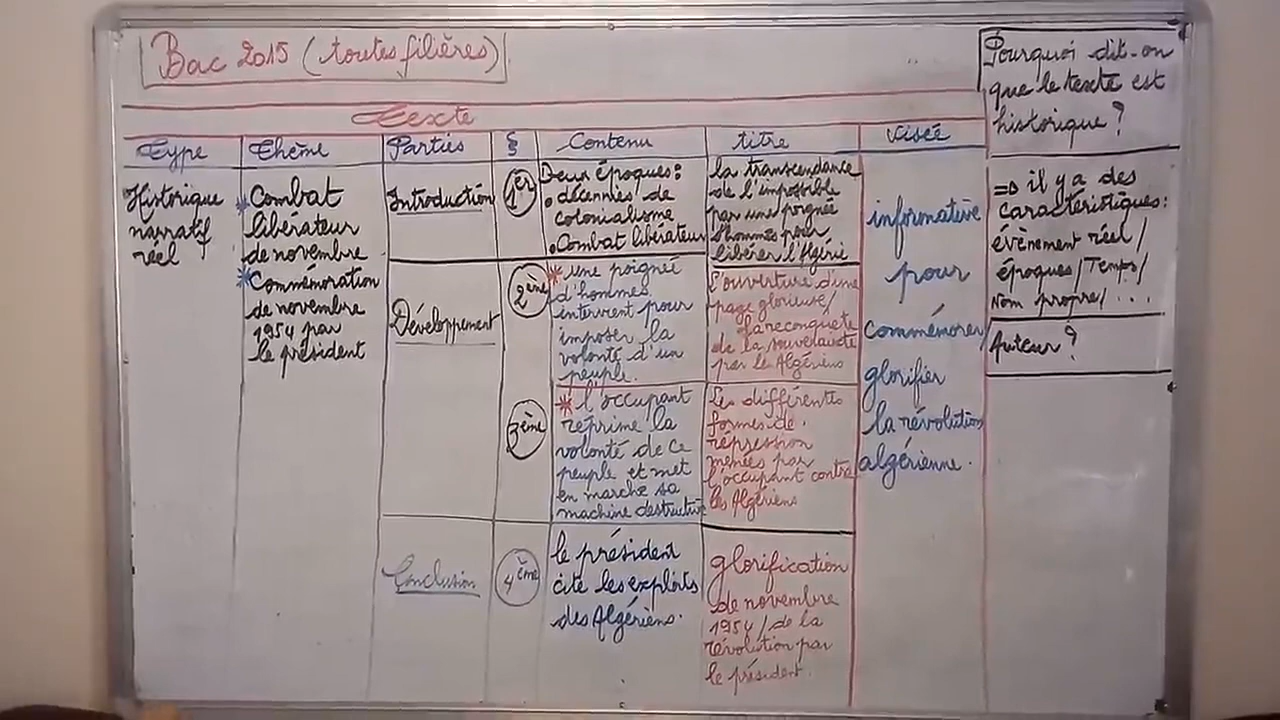 Bac 2015 (toutes filières)
Texte
Type
Thème
Parties
§
Contenu
titre
visée
Historique
narratif
réel
* Combat
libérateur
de novembre
* Commémoration
de novembre
1954 par
le président
Introduction
1er
Deux époques:
• décennies de
colonialisme
• Combat libérateur
la transcendance
de l'impossible
par une poignée
d'hommes pour
libérer l'Algérie
Développement
2ème
* une poignée
d'hommes
intervient pour
imposer la
volonté d'un
peuple.
L'ouverture d'une
page glorieuse/
la reconquête
de la souveraineté
par les Algériens
3ème
* l'occupant
réprime la
volonté de ce
peuple et met
en marche sa
machine destructive
Les différentes
formes de
répression
menées par
l'occupant contre
les Algériens
Conclusion
4ème
le président
cite les exploits
des Algériens.
glorification
de novembre
1954 / de la
révolution par
le président.
informative
pour
commémorer/
glorifier
la révolution
algérienne.
Pourquoi dit-on
que le texte est
historique?
⇒ il y a des
caractéristiques:
évènement réel/
époques/Temps/
Nom propre/ ...
Auteur?